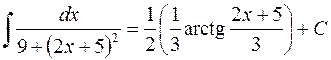 ∫ dx / (9+(2x+5)²) = 1/2 (1/3 arctg (2x+5)/3) + C